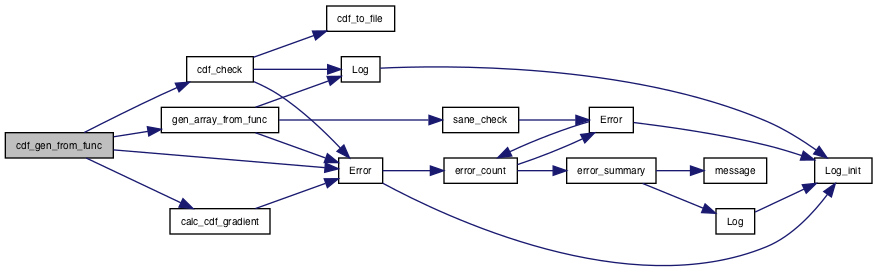 cdf_to_file
cdf_check
Log
gen_array_from_func
sane_check
Error
cdf_gen_from_func
Error
error_count
error_summary
message
Log_init
calc_cdf_gradient
Log